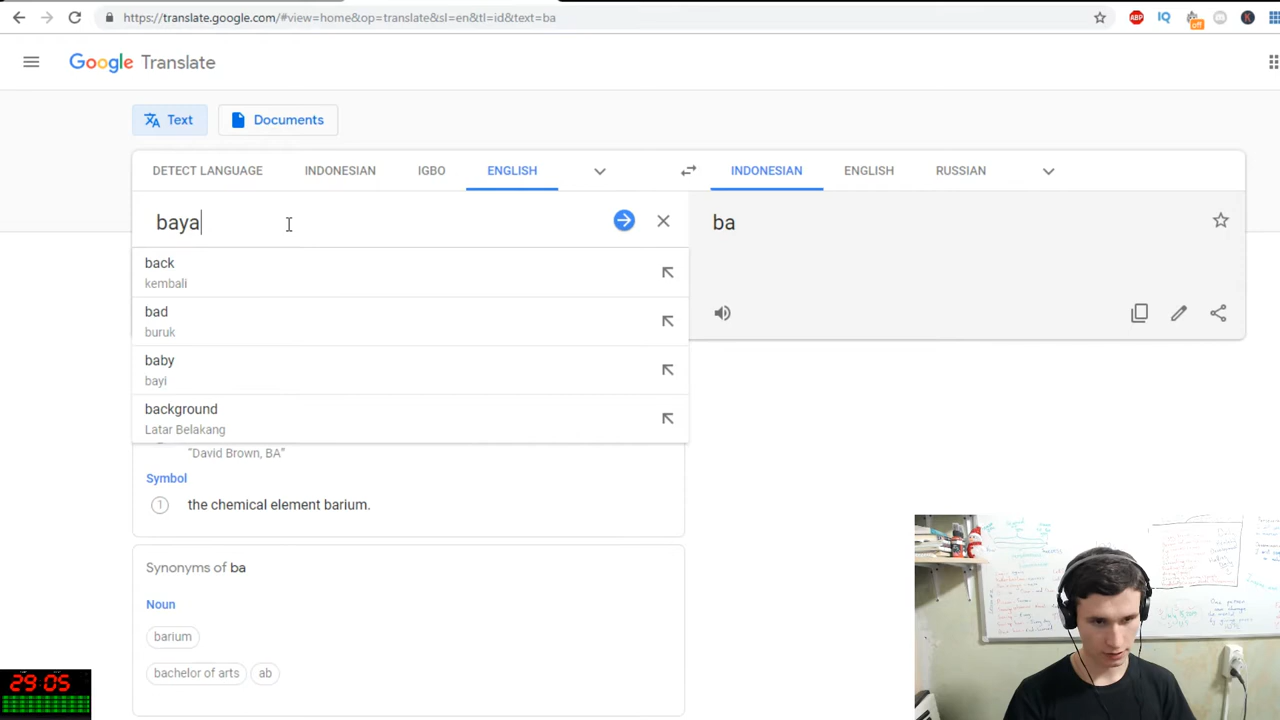 https://translate.google.com/#view=home&op=translate&sl=en&tl=id&text=ba
ABP
IQ
off
K
Google Translate
Text
Documents
DETECT LANGUAGE
INDONESIAN
IGBO
ENGLISH
INDONESIAN
ENGLISH
RUSSIAN
baya
ba
back
kembali
bad
buruk
baby
bayi
background
Latar Belakang
"David Brown, BA"
Symbol
1 the chemical element barium.
Synonyms of ba
Noun
barium
bachelor of arts
ab
29:05